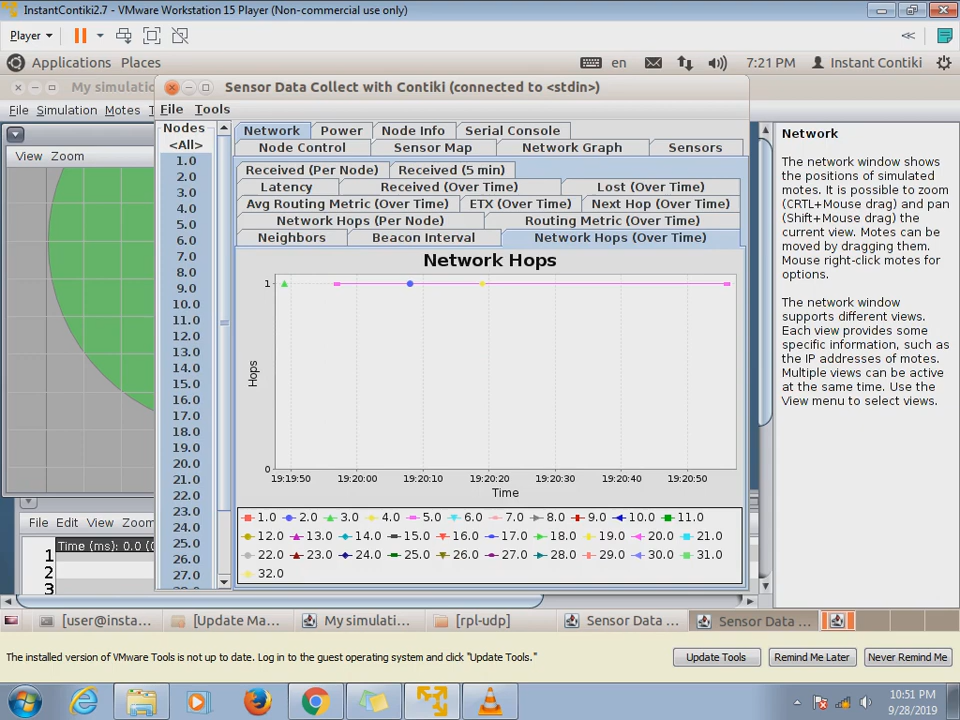 InstantContiki2.7 - VMware Workstation 15 Player (Non-commercial use only)
Player
Applications Places
en
7:21 PM
Instant Contiki
My simulati
Sensor Data Collect with Contiki (connected to <stdin>)
File Simulation Motes T
File Tools
View Zoom
Nodes
<All>
1.0
2.0
3.0
4.0
5.0
6.0
7.0
8.0
9.0
10.0
11.0
12.0
13.0
14.0
15.0
16.0
17.0
18.0
19.0
20.0
21.0
22.0
23.0
24.0
25.0
26.0
27.0
Network Power Node Info Serial Console
Node Control Sensor Map Network Graph Sensors
Received (Per Node) Received (5 min)
Latency Received (Over Time) Lost (Over Time)
Avg Routing Metric (Over Time) ETX (Over Time) Next Hop (Over Time)
Network Hops (Per Node) Routing Metric (Over Time)
Neighbors Beacon Interval Network Hops (Over Time)
Network Hops
1
Hops
0
19:19:50 19:20:00 19:20:10 19:20:20 19:20:30 19:20:40 19:20:50
Time
1.0 2.0 3.0 4.0 5.0 6.0 7.0 8.0 9.0 10.0 11.0
12.0 13.0 14.0 15.0 16.0 17.0 18.0 19.0 20.0 21.0
22.0 23.0 24.0 25.0 26.0 27.0 28.0 29.0 30.0 31.0
32.0
Network
The network window shows
the positions of simulated
motes. It is possible to zoom
(CRTL+Mouse drag) and pan
(Shift+Mouse drag) the
current view. Motes can be
moved by dragging them.
Mouse right-click motes for
options.
The network window
supports different views.
Each view provides some
specific information, such as
the IP addresses of motes.
Multiple views can be active
at the same time. Use the
View menu to select views.
File Edit View Zoom
Time (ms): 0.0
1
2
3
[user@insta... [Update Ma... My simulati... [rpl-udp] Sensor Data ... Sensor Data ...
The installed version of VMware Tools is not up to date. Log in to the guest operating system and click "Update Tools."
Update Tools
Remind Me Later
Never Remind Me
10:51 PM
9/28/2019